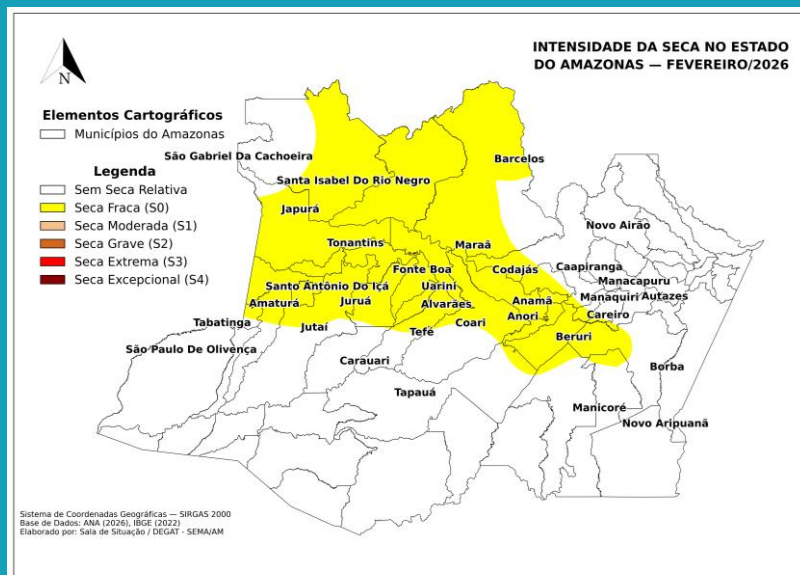 INTENSIDADE DA SECA NO ESTADO
DO AMAZONAS — FEVEREIRO/2026
N
Elementos Cartográficos
Municípios do Amazonas
Legenda
Sem Seca Relativa
Seca Fraca (S0)
Seca Moderada (S1)
Seca Grave (S2)
Seca Extrema (S3)
Seca Excepcional (S4)
São Gabriel Da Cachoeira
Barcelos
Santa Isabel Do Rio Negro
Japurá
Novo Airão
Tonantins
Maraã
Fonte Boa
Codajás
Caapiranga
Manacapuru
Santo Antônio Do Içá
Uarini
Manaquiri
Autazes
Amaturá
Juruá
Alvarães
Anamã
Careiro
Anori
Tabatinga
Jutaí
Tefé
Coari
Beruri
São Paulo De Olivença
Carauari
Borba
Tapauá
Manicoré
Novo Aripuanã
Sistema de Coordenadas Geográficas — SIRGAS 2000
Base de Dados: ANA (2026), IBGE (2022)
Elaborado por: Sala de Situação / DEGAT - SEMA/AM